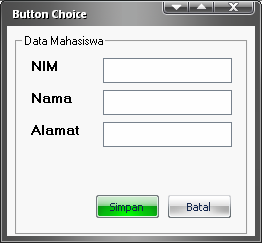 Button Choice
Data Mahasiswa
NIM
Nama
Alamat
Simpan Batal